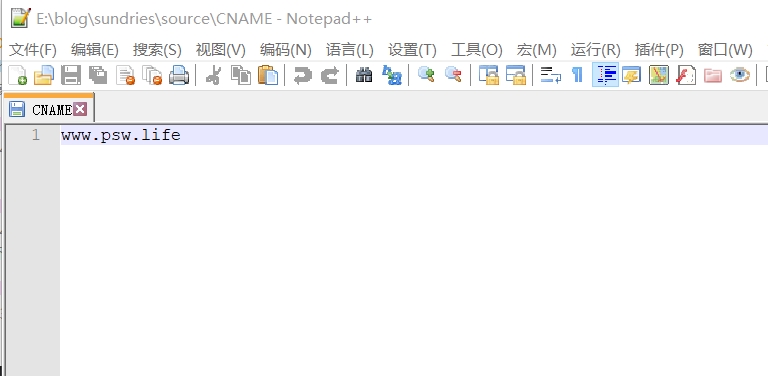 E:\blog\sundries\source\CNAME - Notepad++
文件(F) 编辑(E) 搜索(S) 视图(V) 编码(N) 语言(L) 设置(T) 工具(O) 宏(M) 运行(R) 插件(P) 窗口(W)
CNAME
1 www.psw.life